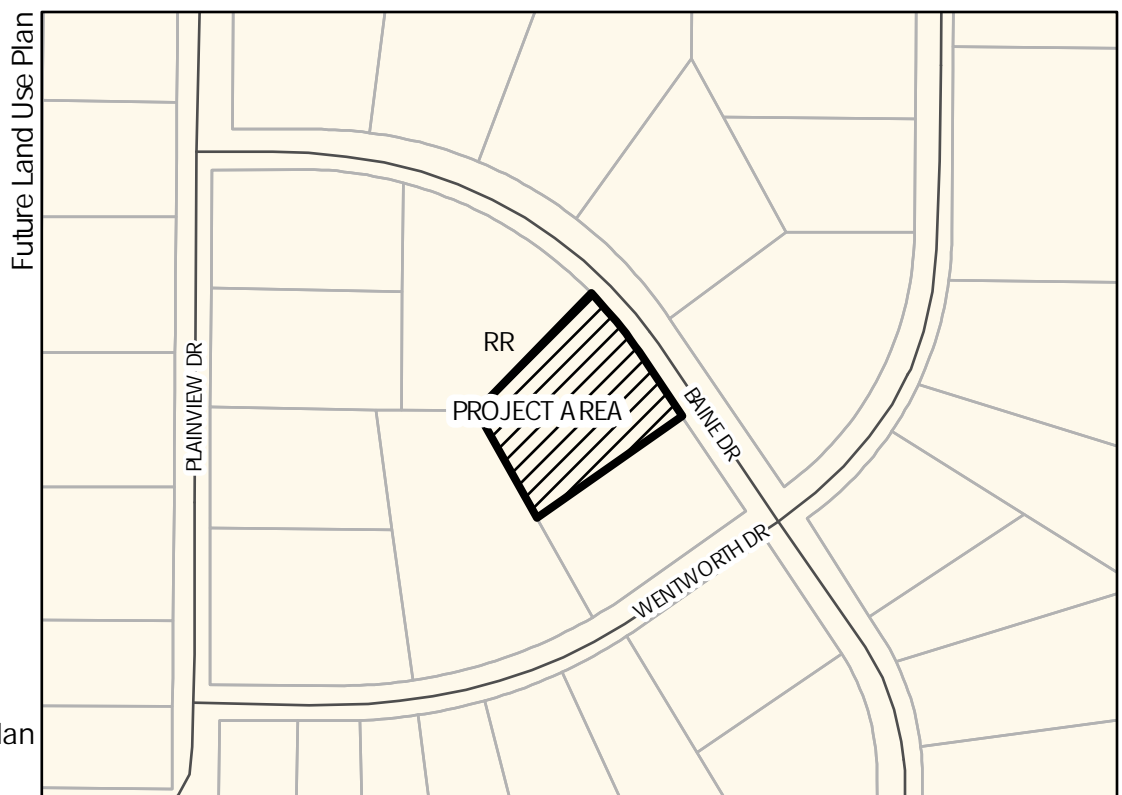 Future Land Use Plan
RR
PROJECT AREA
PLAINVIEW DR
BAINE DR
WENTWORTH DR
lan